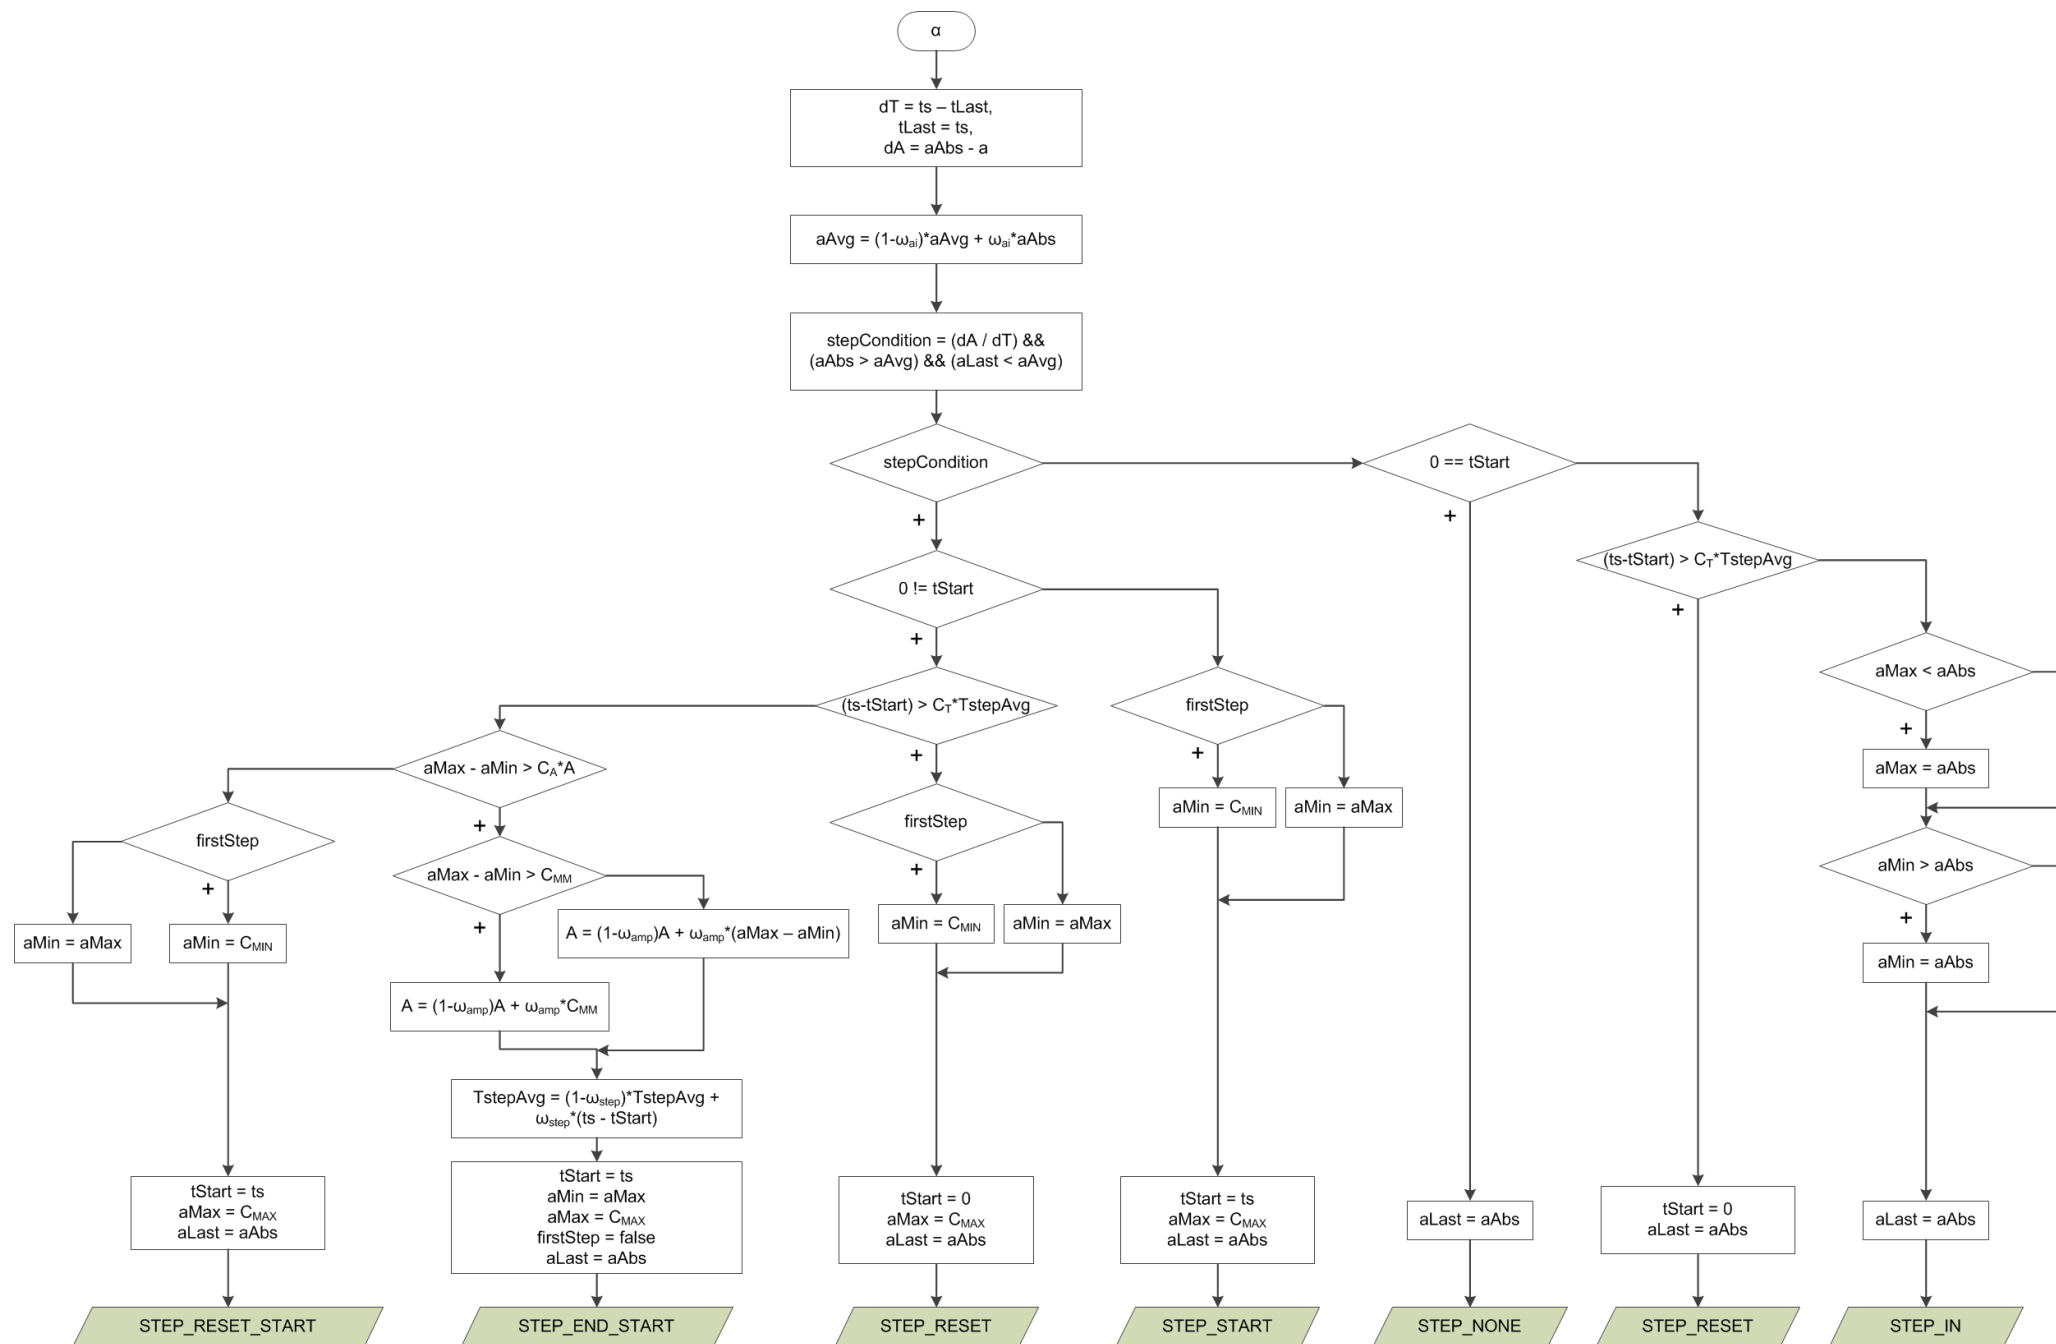 α
dT = ts – tLast,
tLast = ts,
dA = aAbs - a
aAvg = (1-ωai)*aAvg + ωai*aAbs
stepCondition = (dA / dT) &&
(aAbs > aAvg) && (aLast < aAvg)
stepCondition
+
0 == tStart
+
0 != tStart
+
(ts-tStart) > CT*TstepAvg
+
(ts-tStart) > CT*TstepAvg
+
firstStep
+
aMax < aAbs
+
aMax - aMin > CA*A
+
firstStep
+
aMin = CMIN
aMin = aMax
aMax = aAbs
firstStep
+
aMax - aMin > CMM
+
aMin > aAbs
+
aMin = aMax
aMin = CMIN
A = (1-ωamp)A + ωamp*(aMax – aMin)
aMin = CMIN
aMin = aMax
aMin = aAbs
A = (1-ωamp)A + ωamp*CMM
TstepAvg = (1-ωstep)*TstepAvg +
ωstep*(ts - tStart)
tStart = ts
aMax = CMAX
aLast = aAbs
tStart = ts
aMin = aMax
aMax = CMAX
firstStep = false
aLast = aAbs
tStart = 0
aMax = CMAX
aLast = aAbs
tStart = ts
aMax = CMAX
aLast = aAbs
aLast = aAbs
tStart = 0
aLast = aAbs
aLast = aAbs
STEP_RESET_START
STEP_END_START
STEP_RESET
STEP_START
STEP_NONE
STEP_RESET
STEP_IN